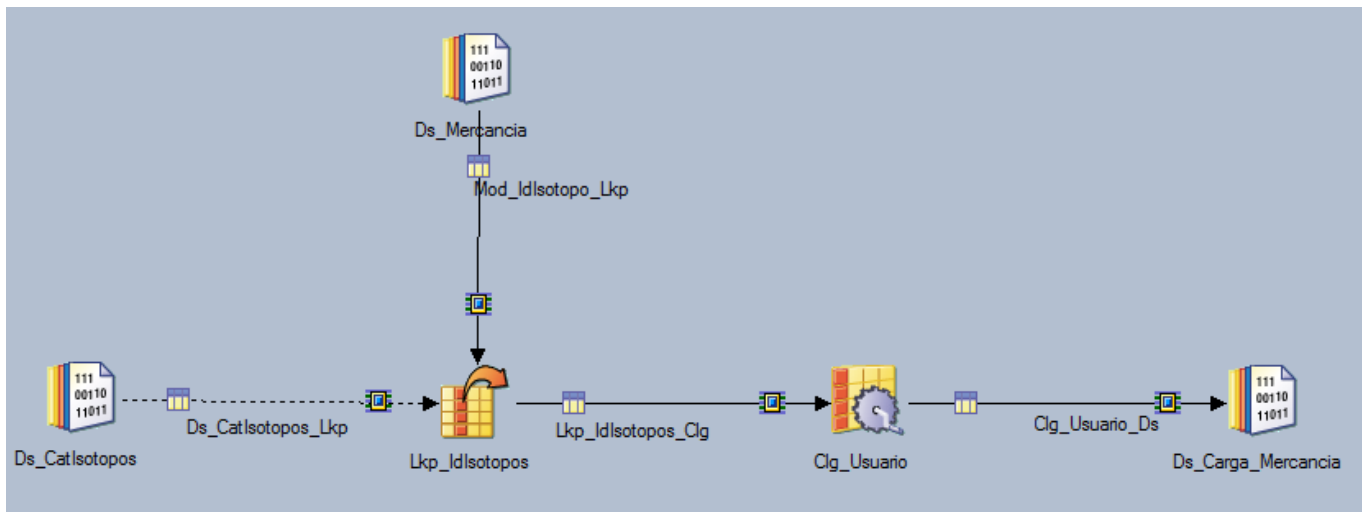 111
00110
11011
Ds_Mercancia
Mod_IdIsotopo_Lkp
111
00110
11011
Ds_CatIsotopos
Ds_CatIsotopos_Lkp
Lkp_IdIsotopos
Lkp_IdIsotopos_Clg
Clg_Usuario
Clg_Usuario_Ds
111
00110
11011
Ds_Carga_Mercancia